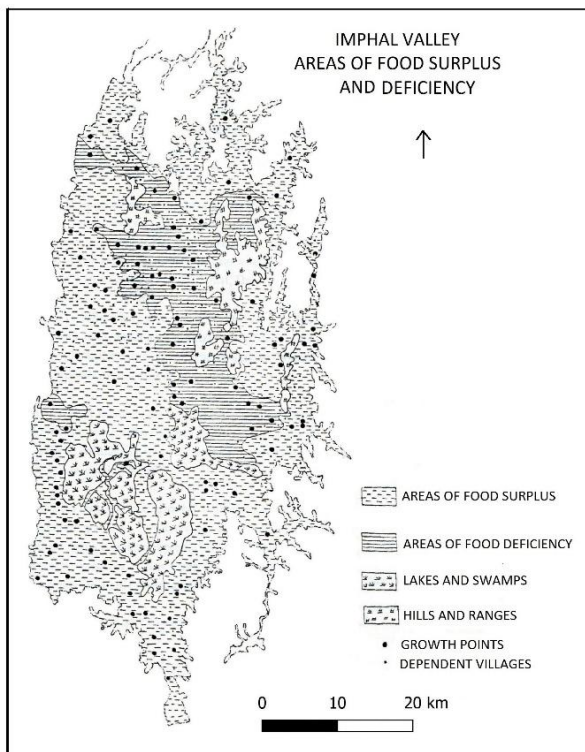 IMPHAL VALLEY
AREAS OF FOOD SURPLUS
AND DEFICIENCY
AREAS OF FOOD SURPLUS
AREAS OF FOOD DEFICIENCY
LAKES AND SWAMPS
HILLS AND RANGES
GROWTH POINTS
DEPENDENT VILLAGES
0 10 20 km